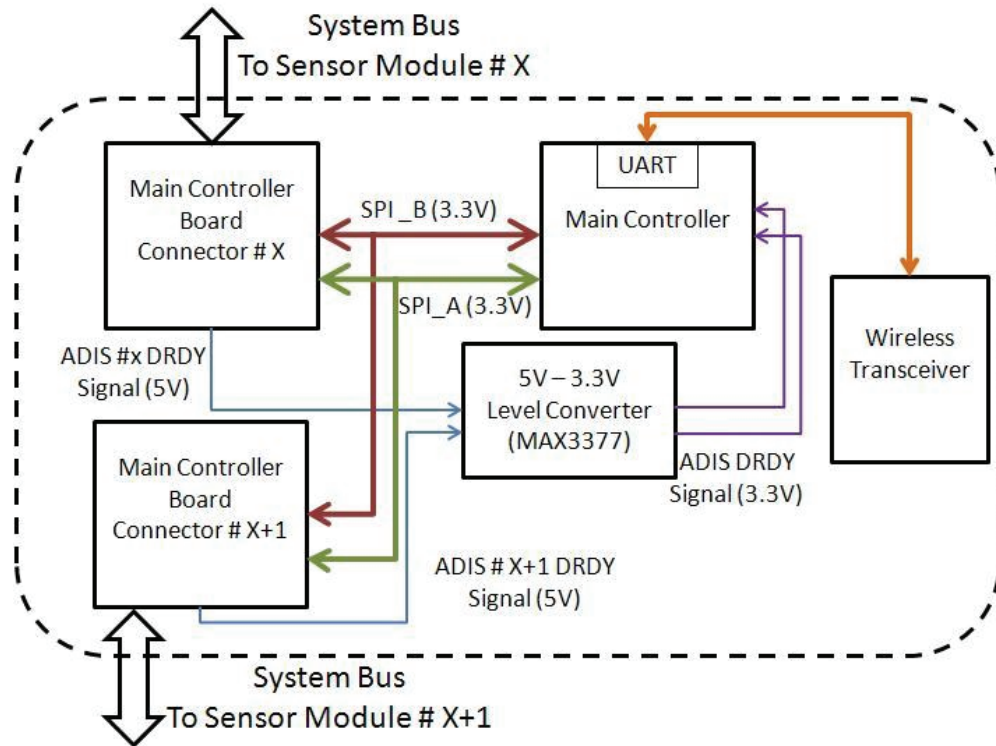 System Bus
To Sensor Module # X
Main Controller
Board
Connector # X
SPI _B (3.3V)
SPI_A (3.3V)
UART
Main Controller
Wireless
Transceiver
ADIS #x DRDY
Signal (5V)
5V – 3.3V
Level Converter
(MAX3377)
ADIS DRDY
Signal (3.3V)
Main Controller
Board
Connector # X+1
ADIS # X+1 DRDY
Signal (5V)
System Bus
To Sensor Module # X+1